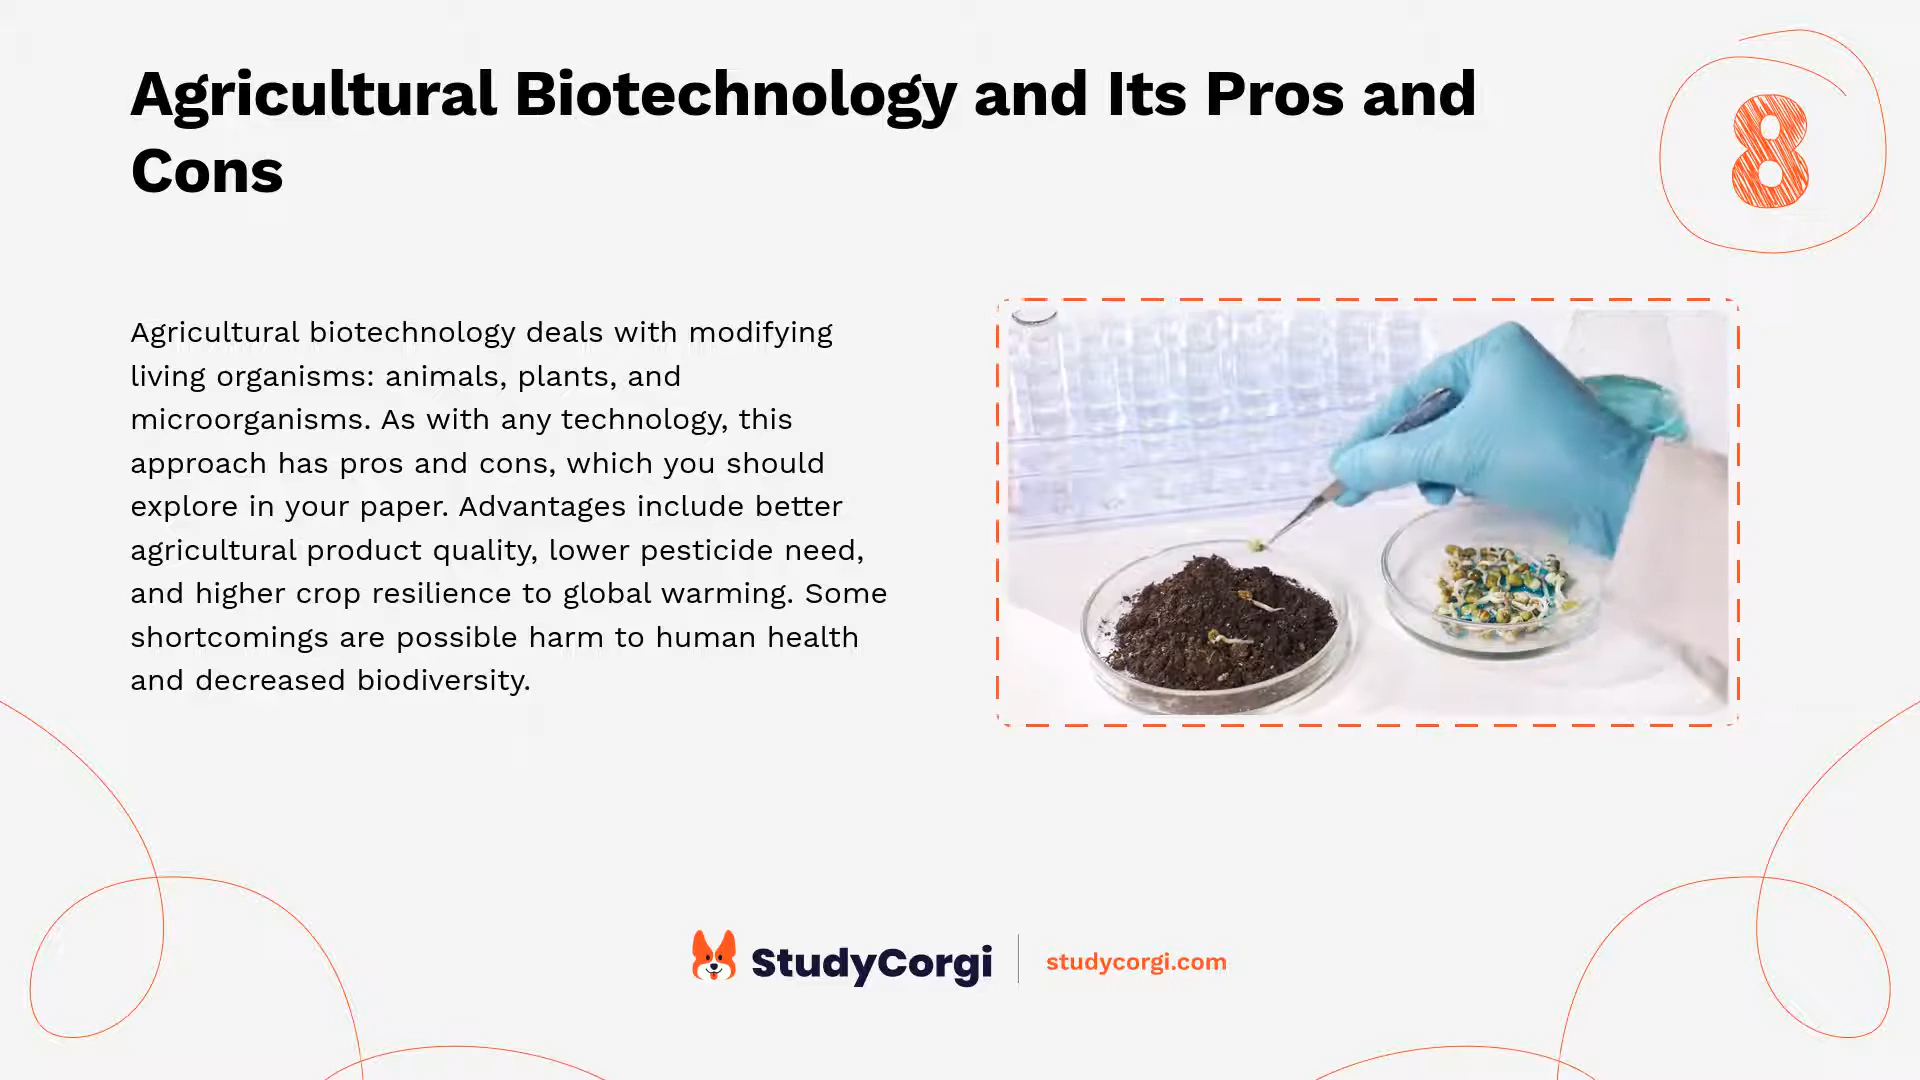 Agricultural Biotechnology and Its Pros and
Cons
8
Agricultural biotechnology deals with modifying
living organisms: animals, plants, and
microorganisms. As with any technology, this
approach has pros and cons, which you should
explore in your paper. Advantages include better
agricultural product quality, lower pesticide need,
and higher crop resilience to global warming. Some
shortcomings are possible harm to human health
and decreased biodiversity.
StudyCorgi
studycorgi.com